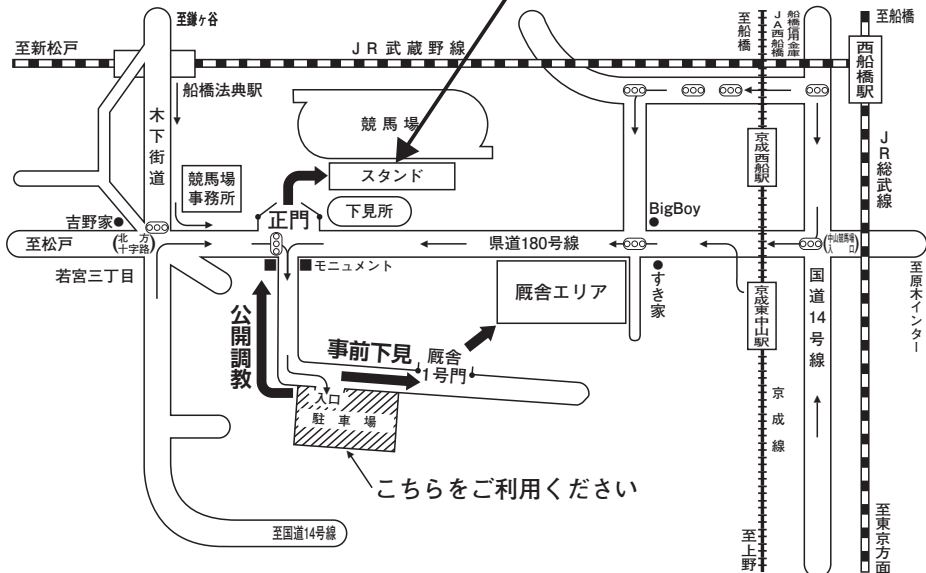 至鎌ヶ谷
至船橋
船橋信用金庫
JA西船橋
至船橋
至新松戸
JR武蔵野線
西船橋駅
船橋法典駅
木下街道
競馬場
京成西船駅
JR総武線
スタンド
競馬場
事務所
正門
下見所
吉野家
BigBoy
至松戸
(北方十字路)
県道180号線
(中山競馬場入口)
若宮三丁目
モニュメント
すき家
至原木インター
厩舎エリア
国道14号線
京成東中山駅
公開調教
事前下見
厩舎
1号門
入口
駐車場
京成線
こちらをご利用ください
至国道14号線
至上野
至東京方面